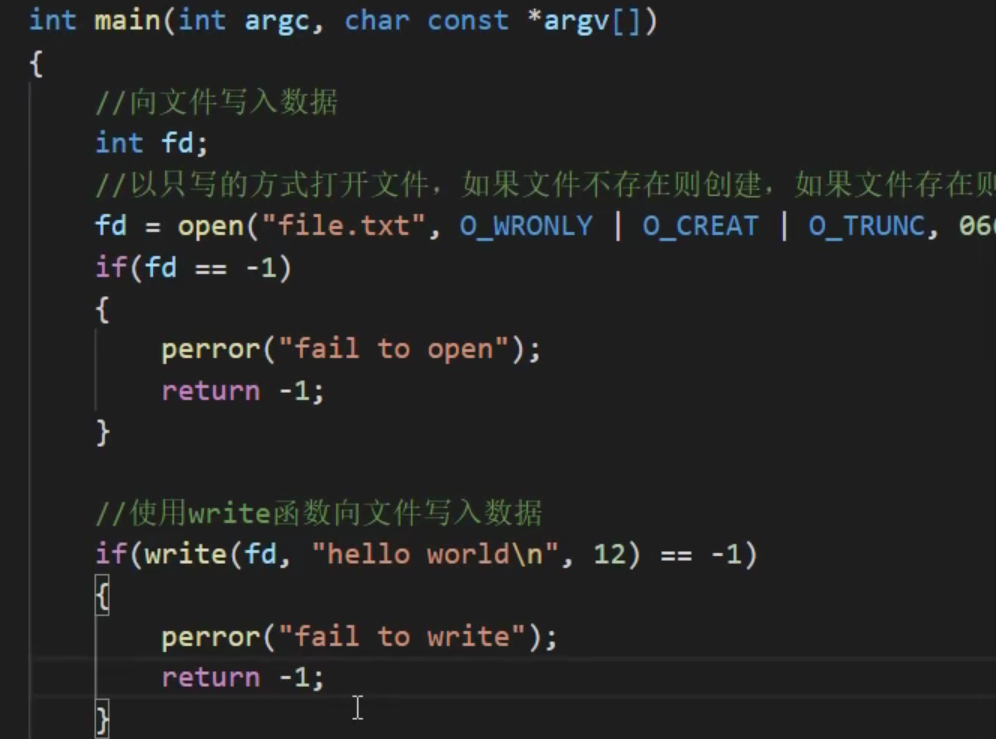 int main(int argc, char const *argv[])
{
//向文件写入数据
int fd;
//以只写的方式打开文件，如果文件不存在则创建，如果文件存在则
fd = open("file.txt", O_WRONLY | O_CREAT | O_TRUNC, 06
if(fd == -1)
{
perror("fail to open");
return -1;
}
//使用write函数向文件写入数据
if(write(fd, "hello world\n", 12) == -1)
{
perror("fail to write");
return -1;
}